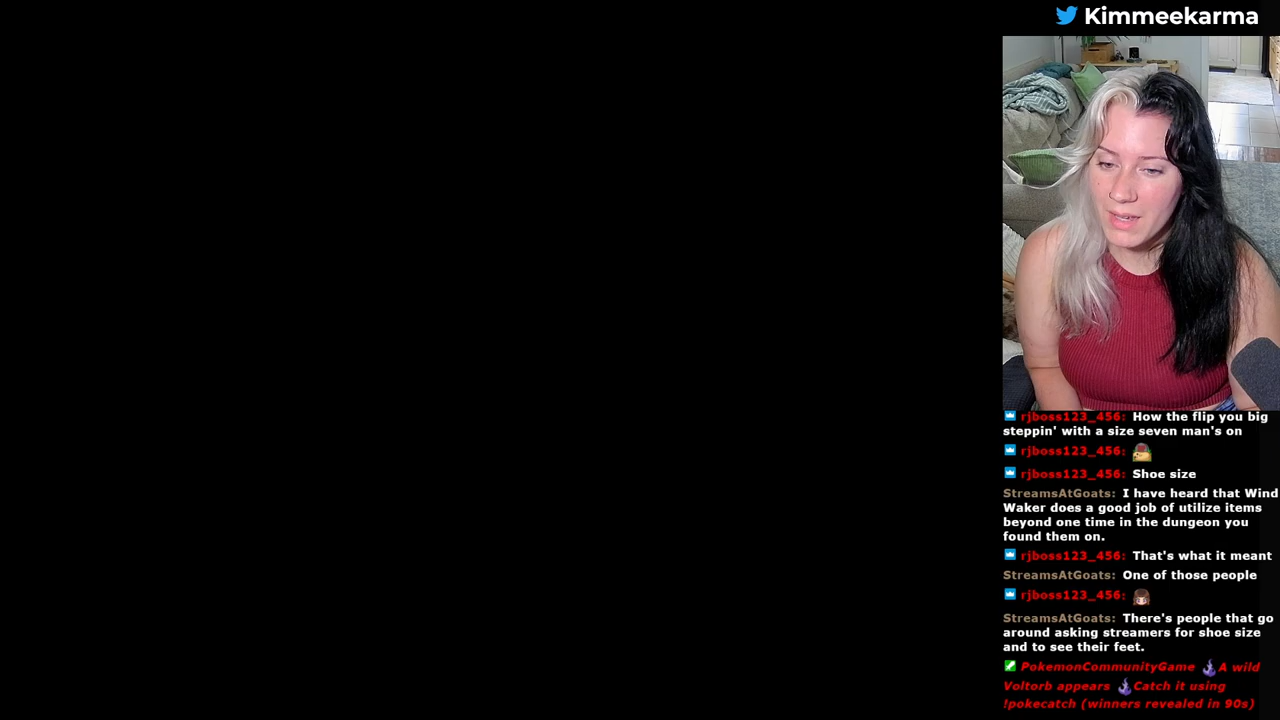 Kimmeekarma
rjboss123_456: How the flip you big
steppin' with a size seven man's on
rjboss123_456:
rjboss123_456: Shoe size
StreamsAtGoats: I have heard that Wind
Waker does a good job of utilize items
beyond one time in the dungeon you
found them on.
rjboss123_456: That's what it meant
StreamsAtGoats: One of those people
rjboss123_456:
StreamsAtGoats: There's people that go
around asking streamers for shoe size
and to see their feet.
PokemonCommunityGame A wild
Voltorb appears Catch it using
!pokecatch (winners revealed in 90s)